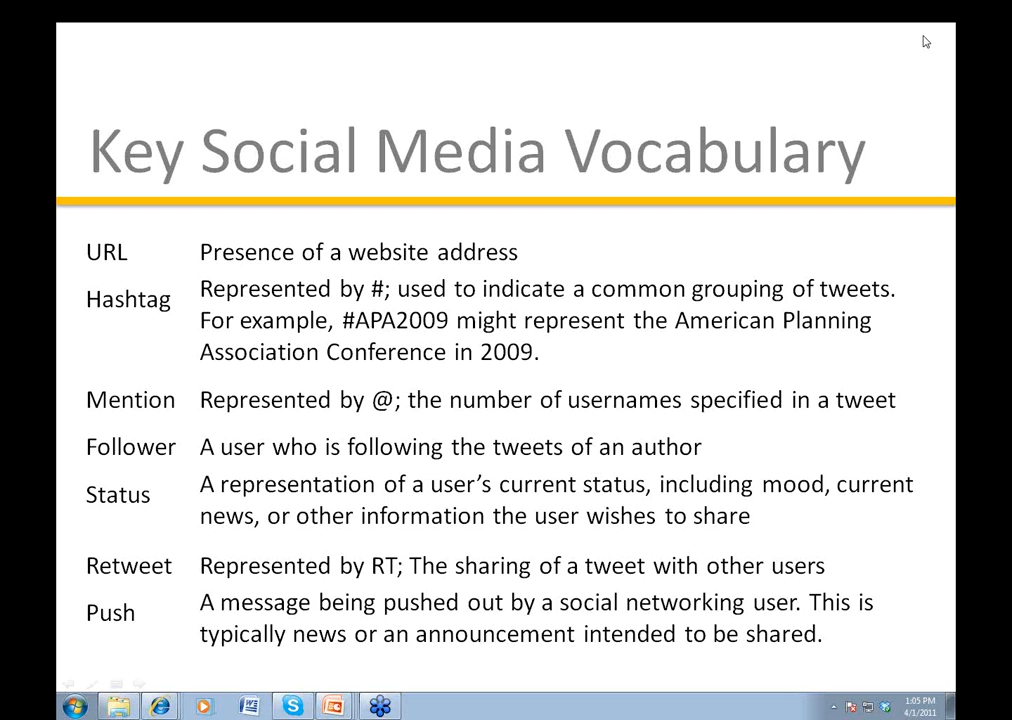 Key Social Media Vocabulary
URL Presence of a website address
Hashtag Represented by #; used to indicate a common grouping of tweets.
For example, #APA2009 might represent the American Planning
Association Conference in 2009.
Mention Represented by @; the number of usernames specified in a tweet
Follower A user who is following the tweets of an author
Status A representation of a user’s current status, including mood, current
news, or other information the user wishes to share
Retweet Represented by RT; The sharing of a tweet with other users
Push A message being pushed out by a social networking user. This is
typically news or an announcement intended to be shared.
1:05 PM
4/1/2011